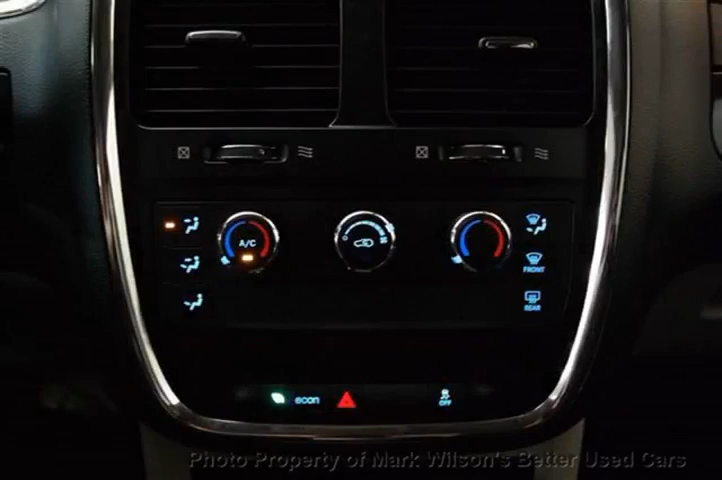 A/C
O
FRONT
REAR
econ
OFF
Photo Property of Mark Wilson's Better Used Cars